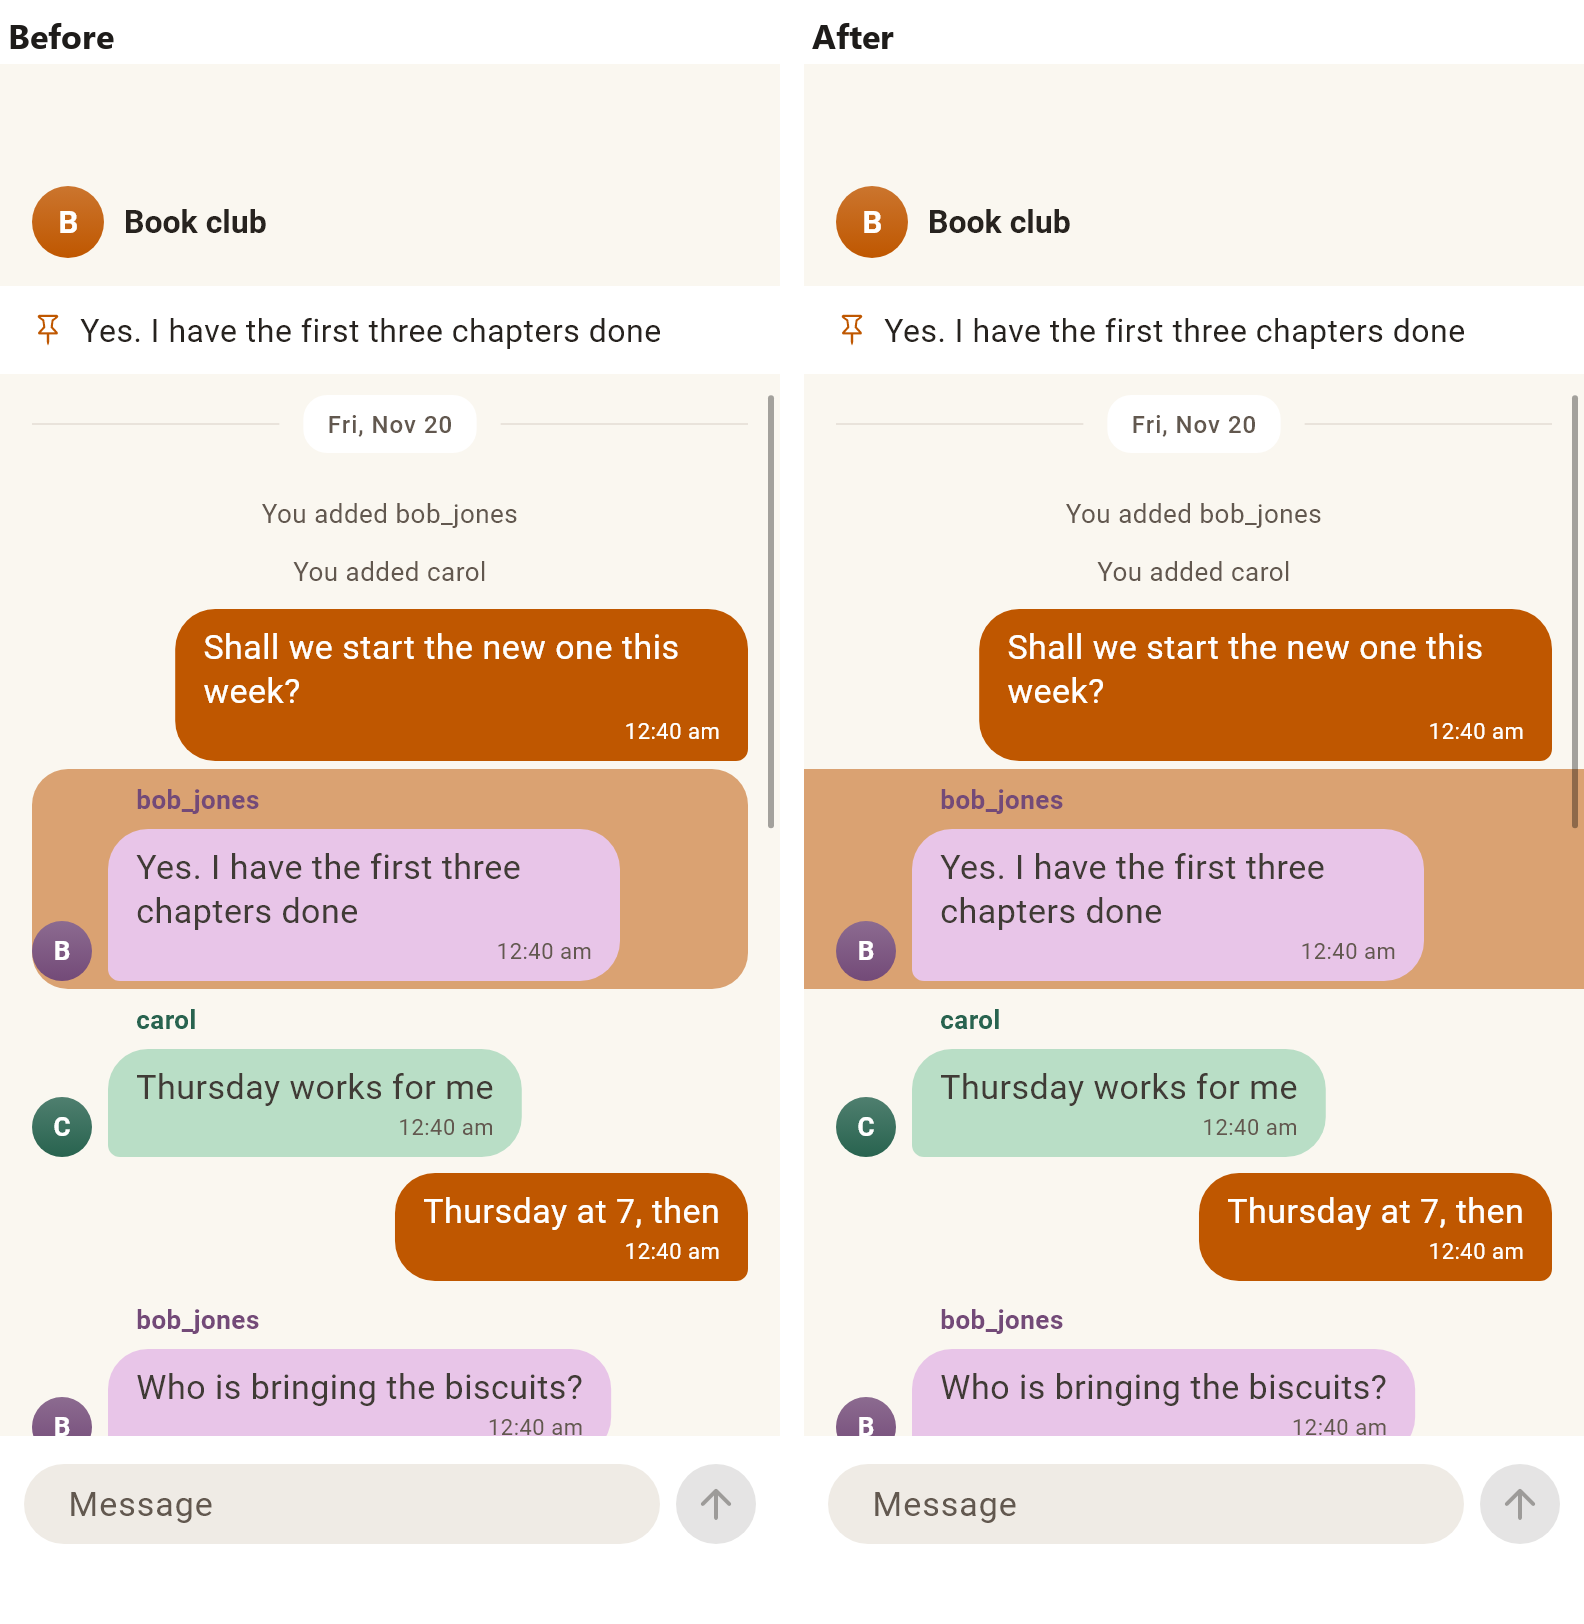 Before
B
Book club
Yes. I have the first three chapters done
Fri, Nov 20
You added bob_jones
You added carol
Shall we start the new one this
week?
12:40 am
bob_jones
Yes. I have the first three
chapters done
12:40 am
B
carol
Thursday works for me
12:40 am
C
Thursday at 7, then
12:40 am
bob_jones
Who is bringing the biscuits?
12:40 am
B
Message
After
B
Book club
Yes. I have the first three chapters done
Fri, Nov 20
You added bob_jones
You added carol
Shall we start the new one this
week?
12:40 am
bob_jones
Yes. I have the first three
chapters done
12:40 am
B
carol
Thursday works for me
12:40 am
C
Thursday at 7, then
12:40 am
bob_jones
Who is bringing the biscuits?
12:40 am
B
Message